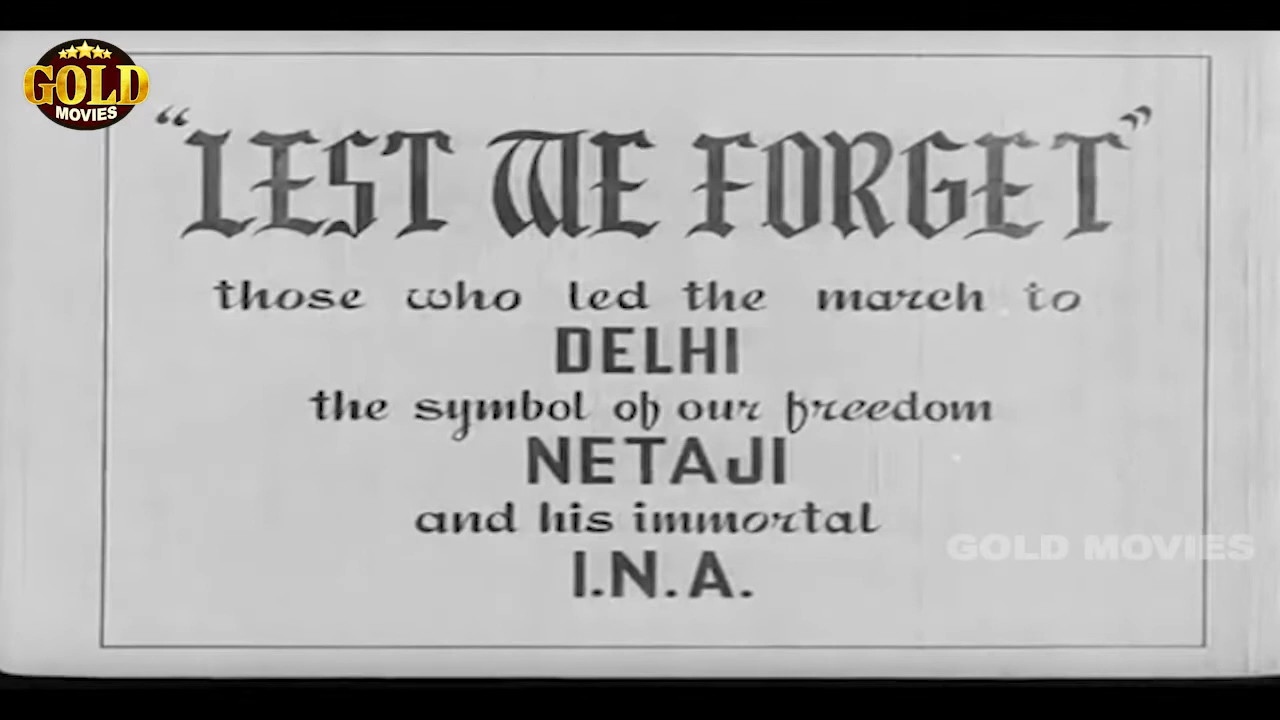 GOLD
MOVIES
“LEST WE FORGET”
those who led the march to
DELHI
the symbol of our freedom
NETAJI
and his immortal
I.N.A.
GOLD MOVIES